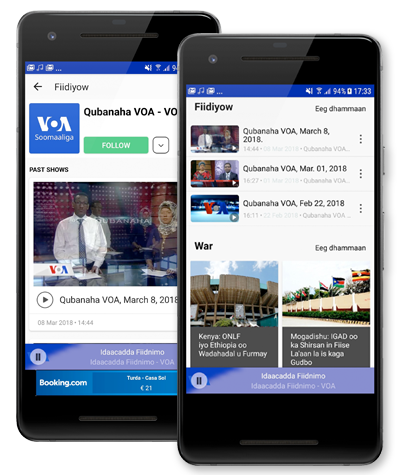 94%
Fiidiyow
VOA
Soomaaliga
Qubanaha VOA - VO
FOLLOW
PAST SHOWS
QUBANAHA
VOA
Qubanaha VOA, March 8, 2018
08 Mar 2018 • 14:44
Idaacadda Fiidnimo
Idaacadda Fiidnimo - VOA
Booking.com
Turda - Casa Sol
€ 21
94% 17:33
Fiidiyow
Eeg dhammaan
Qubanaha VOA, March 8,
2018.
14:44 • 08 Mar 2018 • Qubanaha VOA...
Qubanaha VOA, Mar. 01, 2018
16:27 • 01 Mar 2018 • Qubanaha VOA...
Qubanaha VOA, Feb 22, 2018
16:11 • 23 Feb 2018 • Qubanaha VOA...
War
Eeg dhammaan
Kenya: ONLF
iyo Ethiopia oo
Wadahadal u Furmay
Mogadishu: IGAD oo
ka Shirsan in Fiise
La'aan la is kaga
Gudbo
Idaacadda Fiidnimo
Idaacadda Fiidnimo - VOA